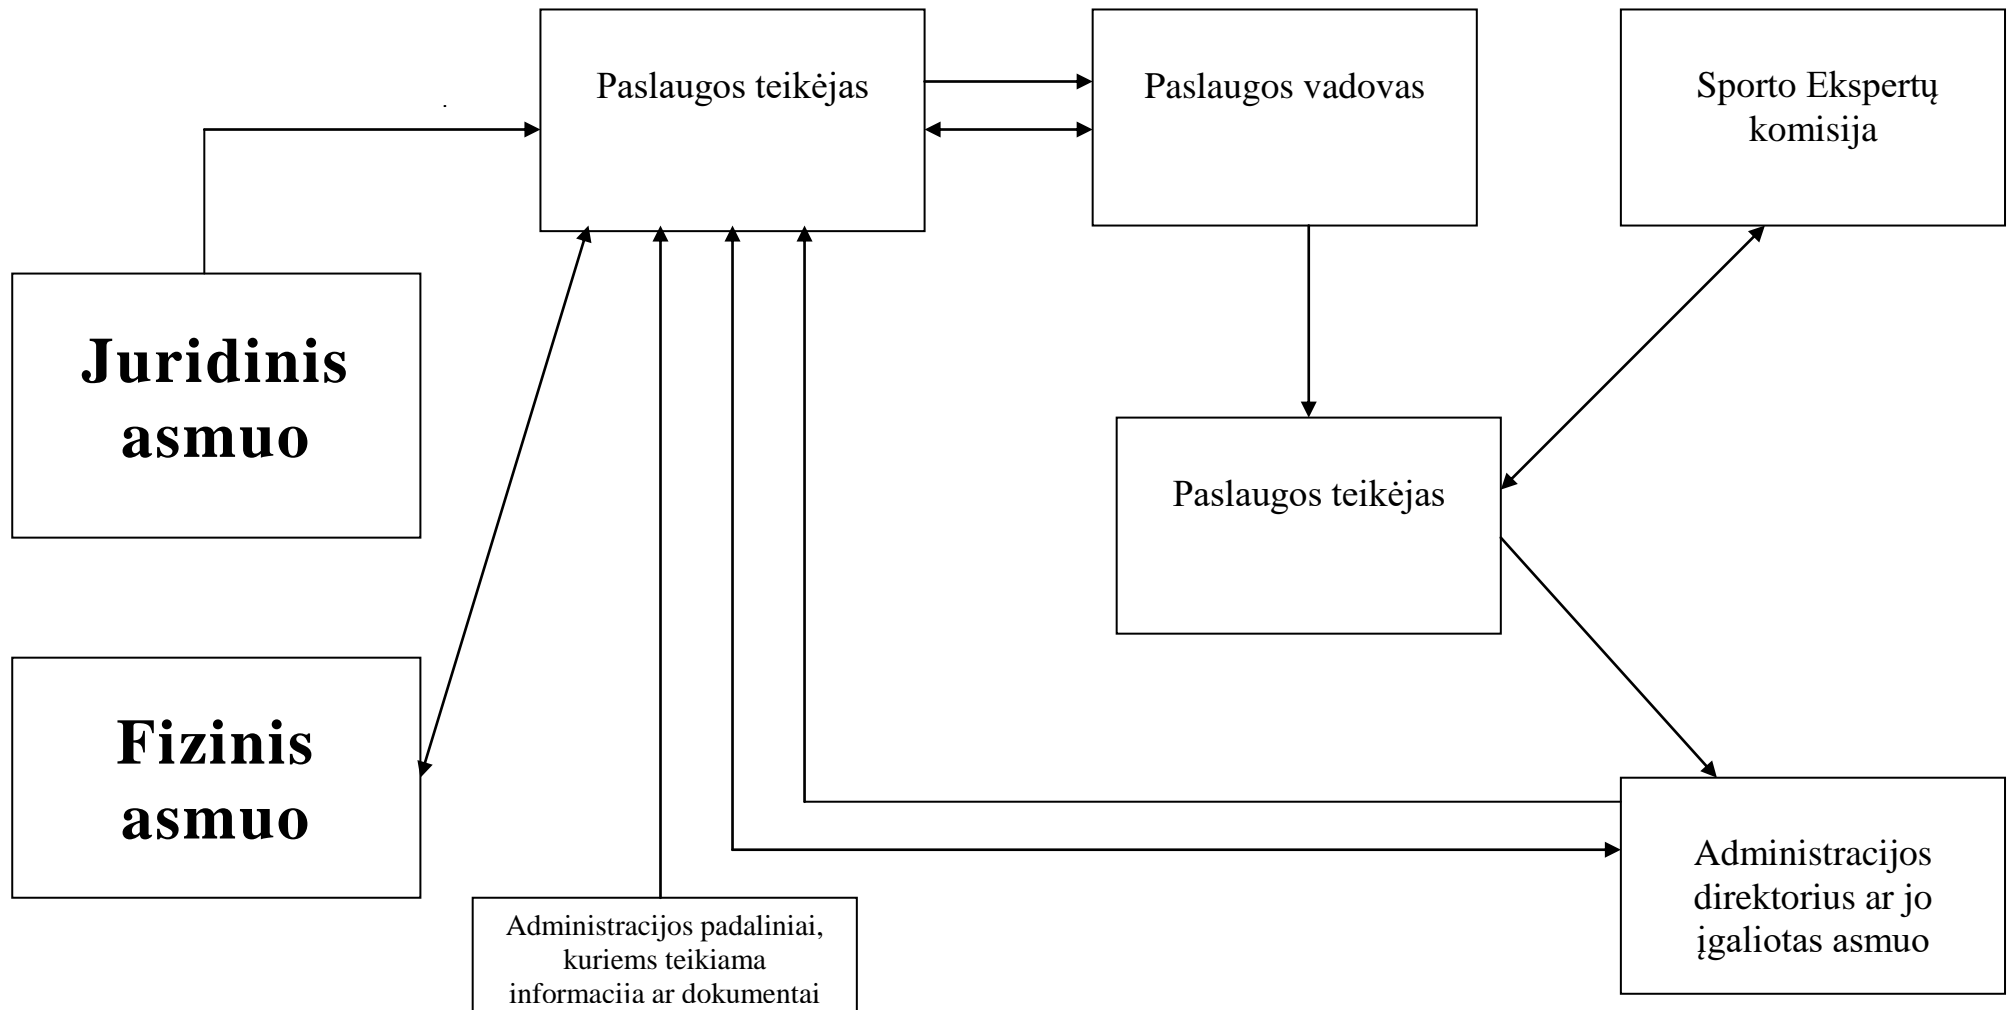 Paslaugos teikėjas
Paslaugos vadovas
Sporto Ekspertų
komisija
Juridinis
asmuo
Paslaugos teikėjas
Fizinis
asmuo
Administracijos
direktorius ar jo
įgaliotas asmuo
Administracijos padaliniai,
kuriems teikiama
informacija ar dokumentai